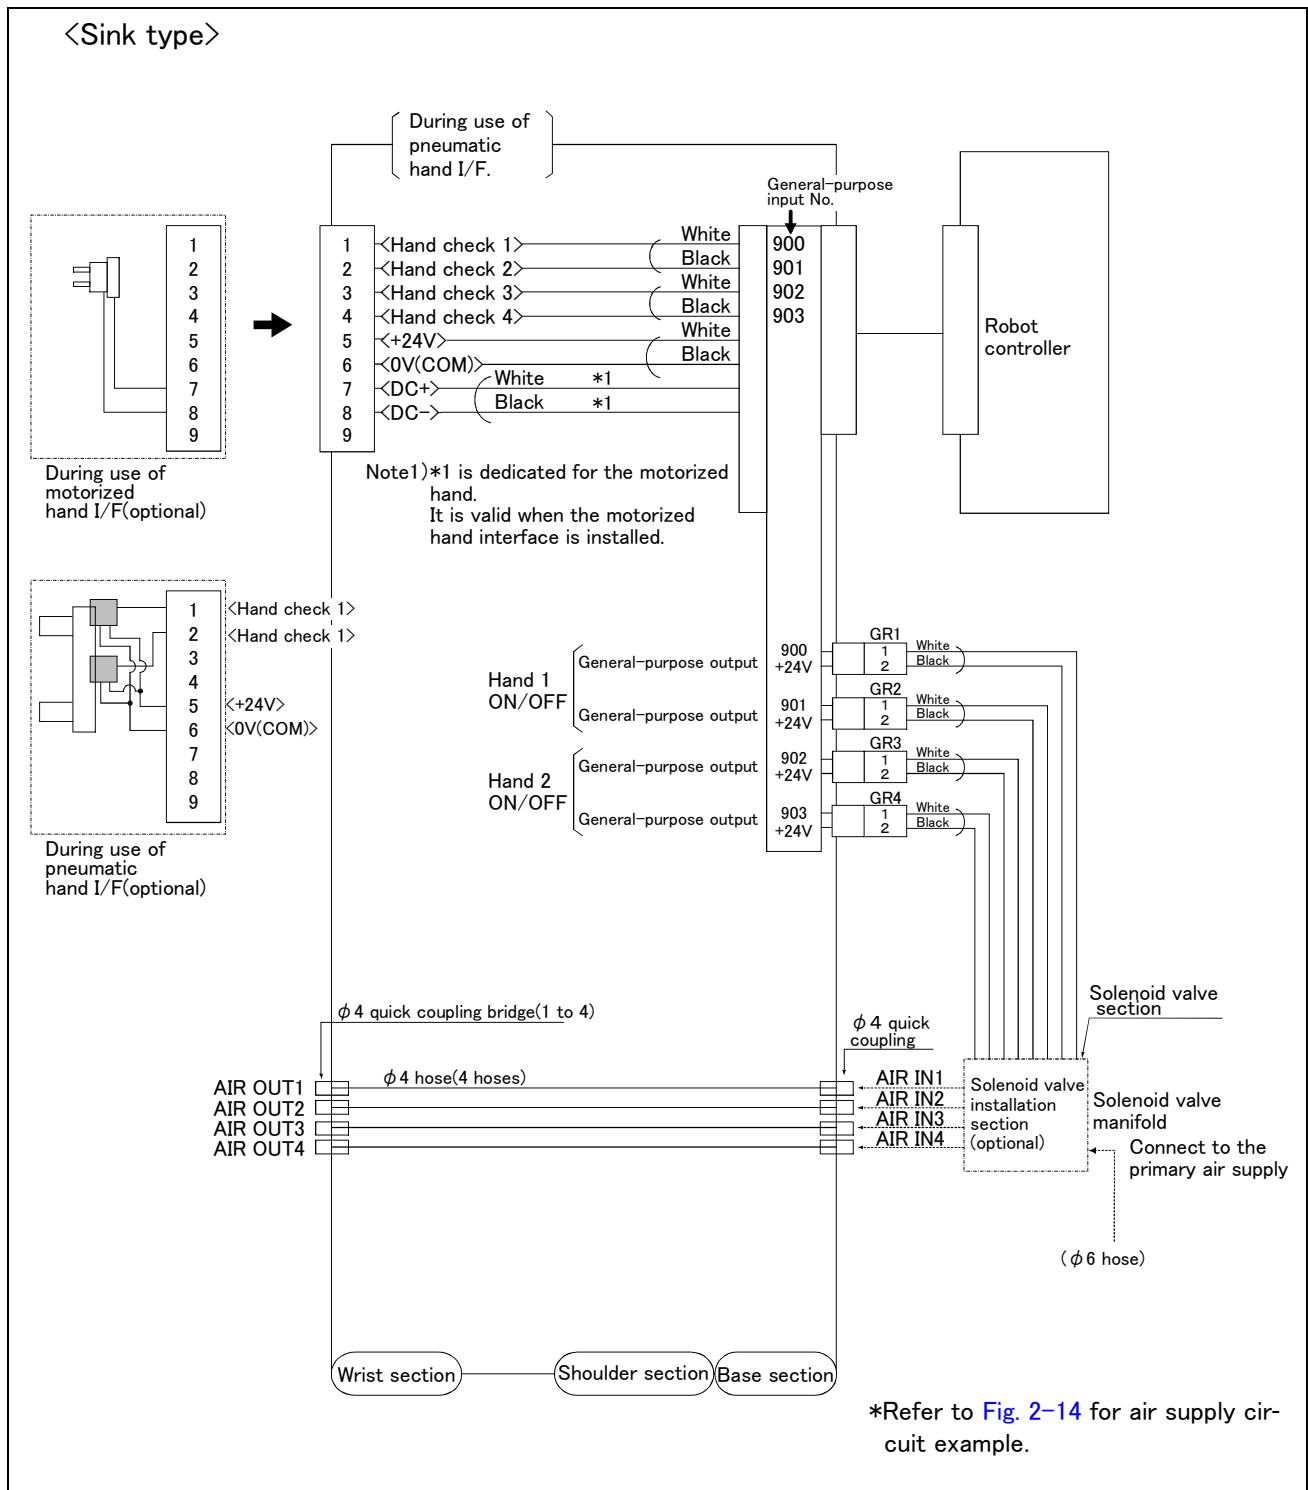 <Sink type>
During use of
pneumatic
hand I/F.
General-purpose
input No.
1
2
3
4
5
6
7
8
9
During use of
motorized
hand I/F(optional)
1 <Hand check 1> White 900
2 <Hand check 2> Black 901
3 <Hand check 3> White 902
4 <Hand check 4> Black 903
5 <+24V> White
6 <0V(COM)> Black
7 <DC+> White *1
8 <DC-> Black *1
9
Robot
controller
Note1)*1 is dedicated for the motorized
hand.
It is valid when the motorized
hand interface is installed.
1 <Hand check 1>
2 <Hand check 1>
3
4
5 <+24V>
6 <0V(COM)>
7
8
9
During use of
pneumatic
hand I/F(optional)
Hand 1
ON/OFF
General-purpose output
900
+24V
GR1
1 White
2 Black
General-purpose output
901
+24V
GR2
1 White
2 Black
Hand 2
ON/OFF
General-purpose output
902
+24V
GR3
1 White
2 Black
General-purpose output
903
+24V
GR4
1 White
2 Black
φ4 quick coupling bridge(1 to 4)
φ4 quick
coupling
Solenoid valve
section
φ4 hose(4 hoses)
AIR OUT1
AIR OUT2
AIR OUT3
AIR OUT4
AIR IN1
AIR IN2
AIR IN3
AIR IN4
Solenoid valve
installation
section
(optional)
Solenoid valve
manifold
Connect to the
primary air supply
(φ6 hose)
Wrist section
Shoulder section
Base section
*Refer to Fig. 2-14 for air supply cir-
cuit example.